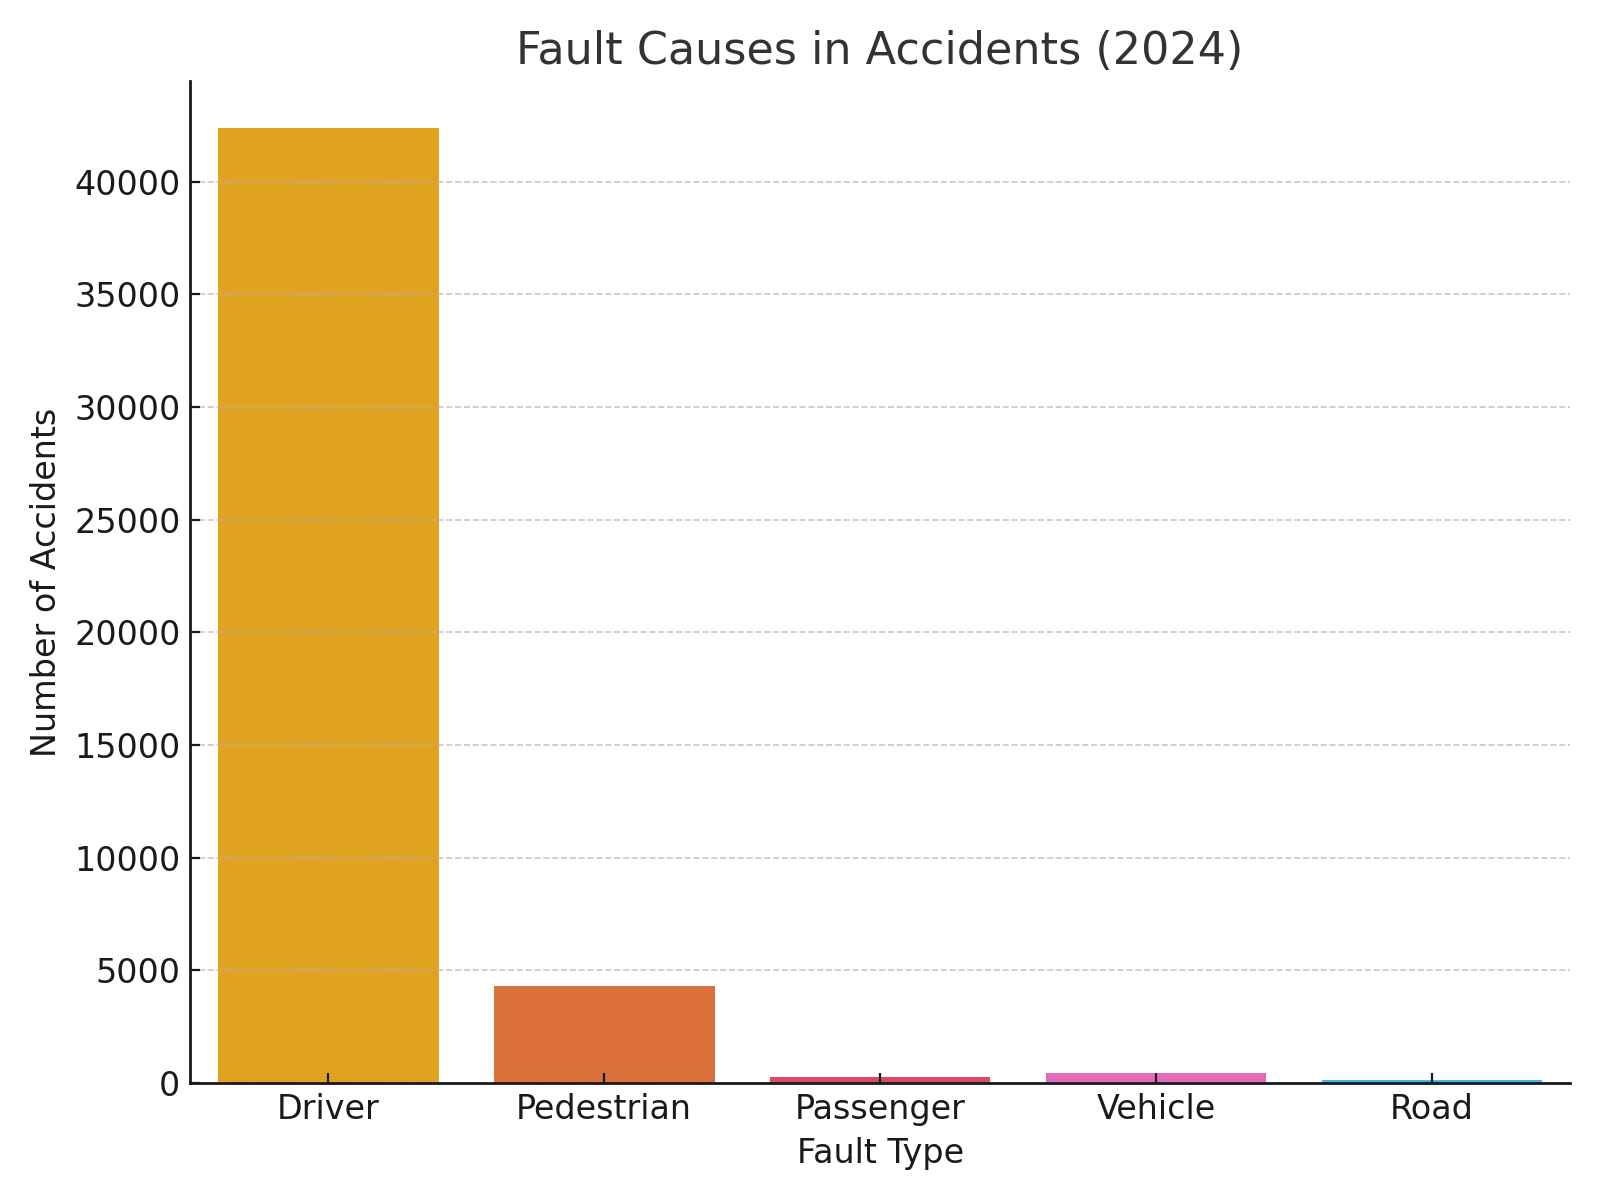 Fault Causes in Accidents (2024)
Number of Accidents
40000
35000
30000
25000
20000
15000
10000
5000
0
Driver Pedestrian Passenger Vehicle Road
Fault Type